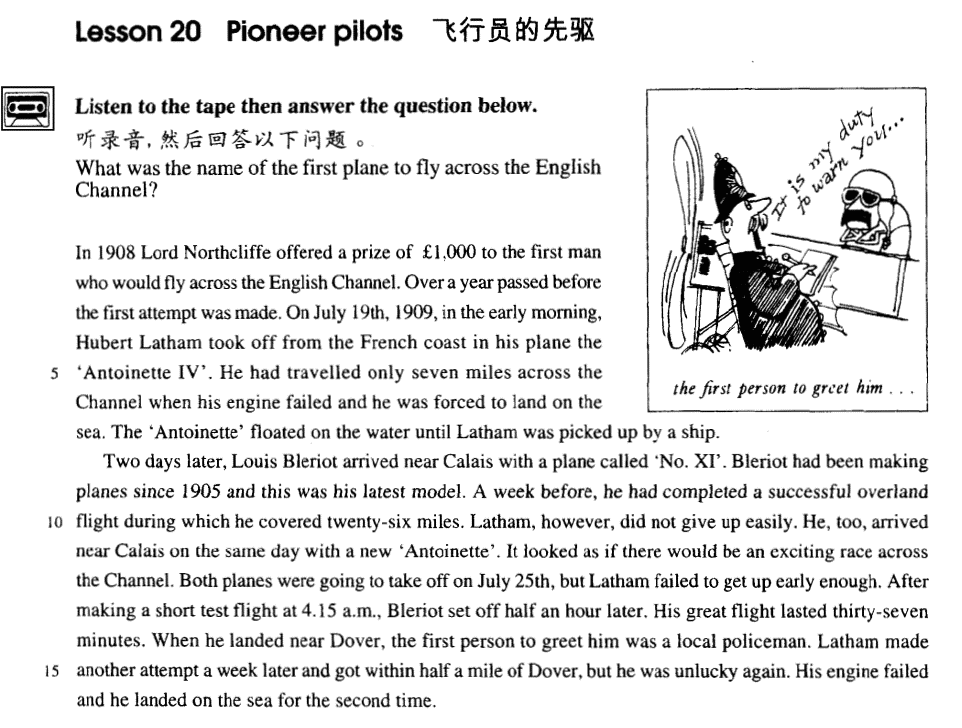 Lesson 20 Pioneer pilots 飞行员的先驱
Listen to the tape then answer the question below.
听录音，然后回答以下问题。
What was the name of the first plane to fly across the English
Channel?
It is my duty
to warn you...
the first person to greet him . . .
In 1908 Lord Northcliffe offered a prize of £1,000 to the first man
who would fly across the English Channel. Over a year passed before
the first attempt was made. On July 19th, 1909, in the early morning,
Hubert Latham took off from the French coast in his plane the
5 ‘Antoinette IV’. He had travelled only seven miles across the
Channel when his engine failed and he was forced to land on the
sea. The ‘Antoinette’ floated on the water until Latham was picked up by a ship.
Two days later, Louis Bleriot arrived near Calais with a plane called ‘No. XI’. Bleriot had been making
planes since 1905 and this was his latest model. A week before, he had completed a successful overland
10 flight during which he covered twenty-six miles. Latham, however, did not give up easily. He, too, arrived
near Calais on the same day with a new ‘Antoinette’. It looked as if there would be an exciting race across
the Channel. Both planes were going to take off on July 25th, but Latham failed to get up early enough. After
making a short test flight at 4.15 a.m., Bleriot set off half an hour later. His great flight lasted thirty-seven
minutes. When he landed near Dover, the first person to greet him was a local policeman. Latham made
15 another attempt a week later and got within half a mile of Dover, but he was unlucky again. His engine failed
and he landed on the sea for the second time.